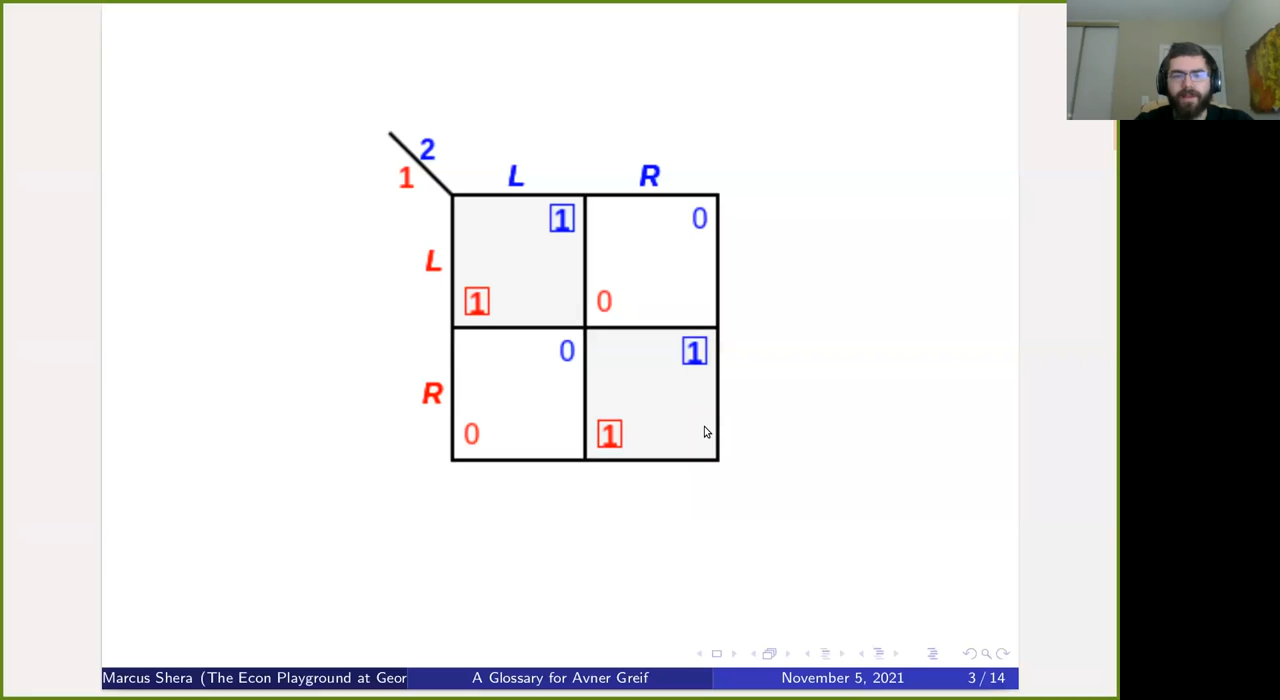 2
1
L R
1 0
L
1 0
0 1
R
0 1
Marcus Shera (The Econ Playground at Geor A Glossary for Avner Greif November 5, 2021 3 / 14